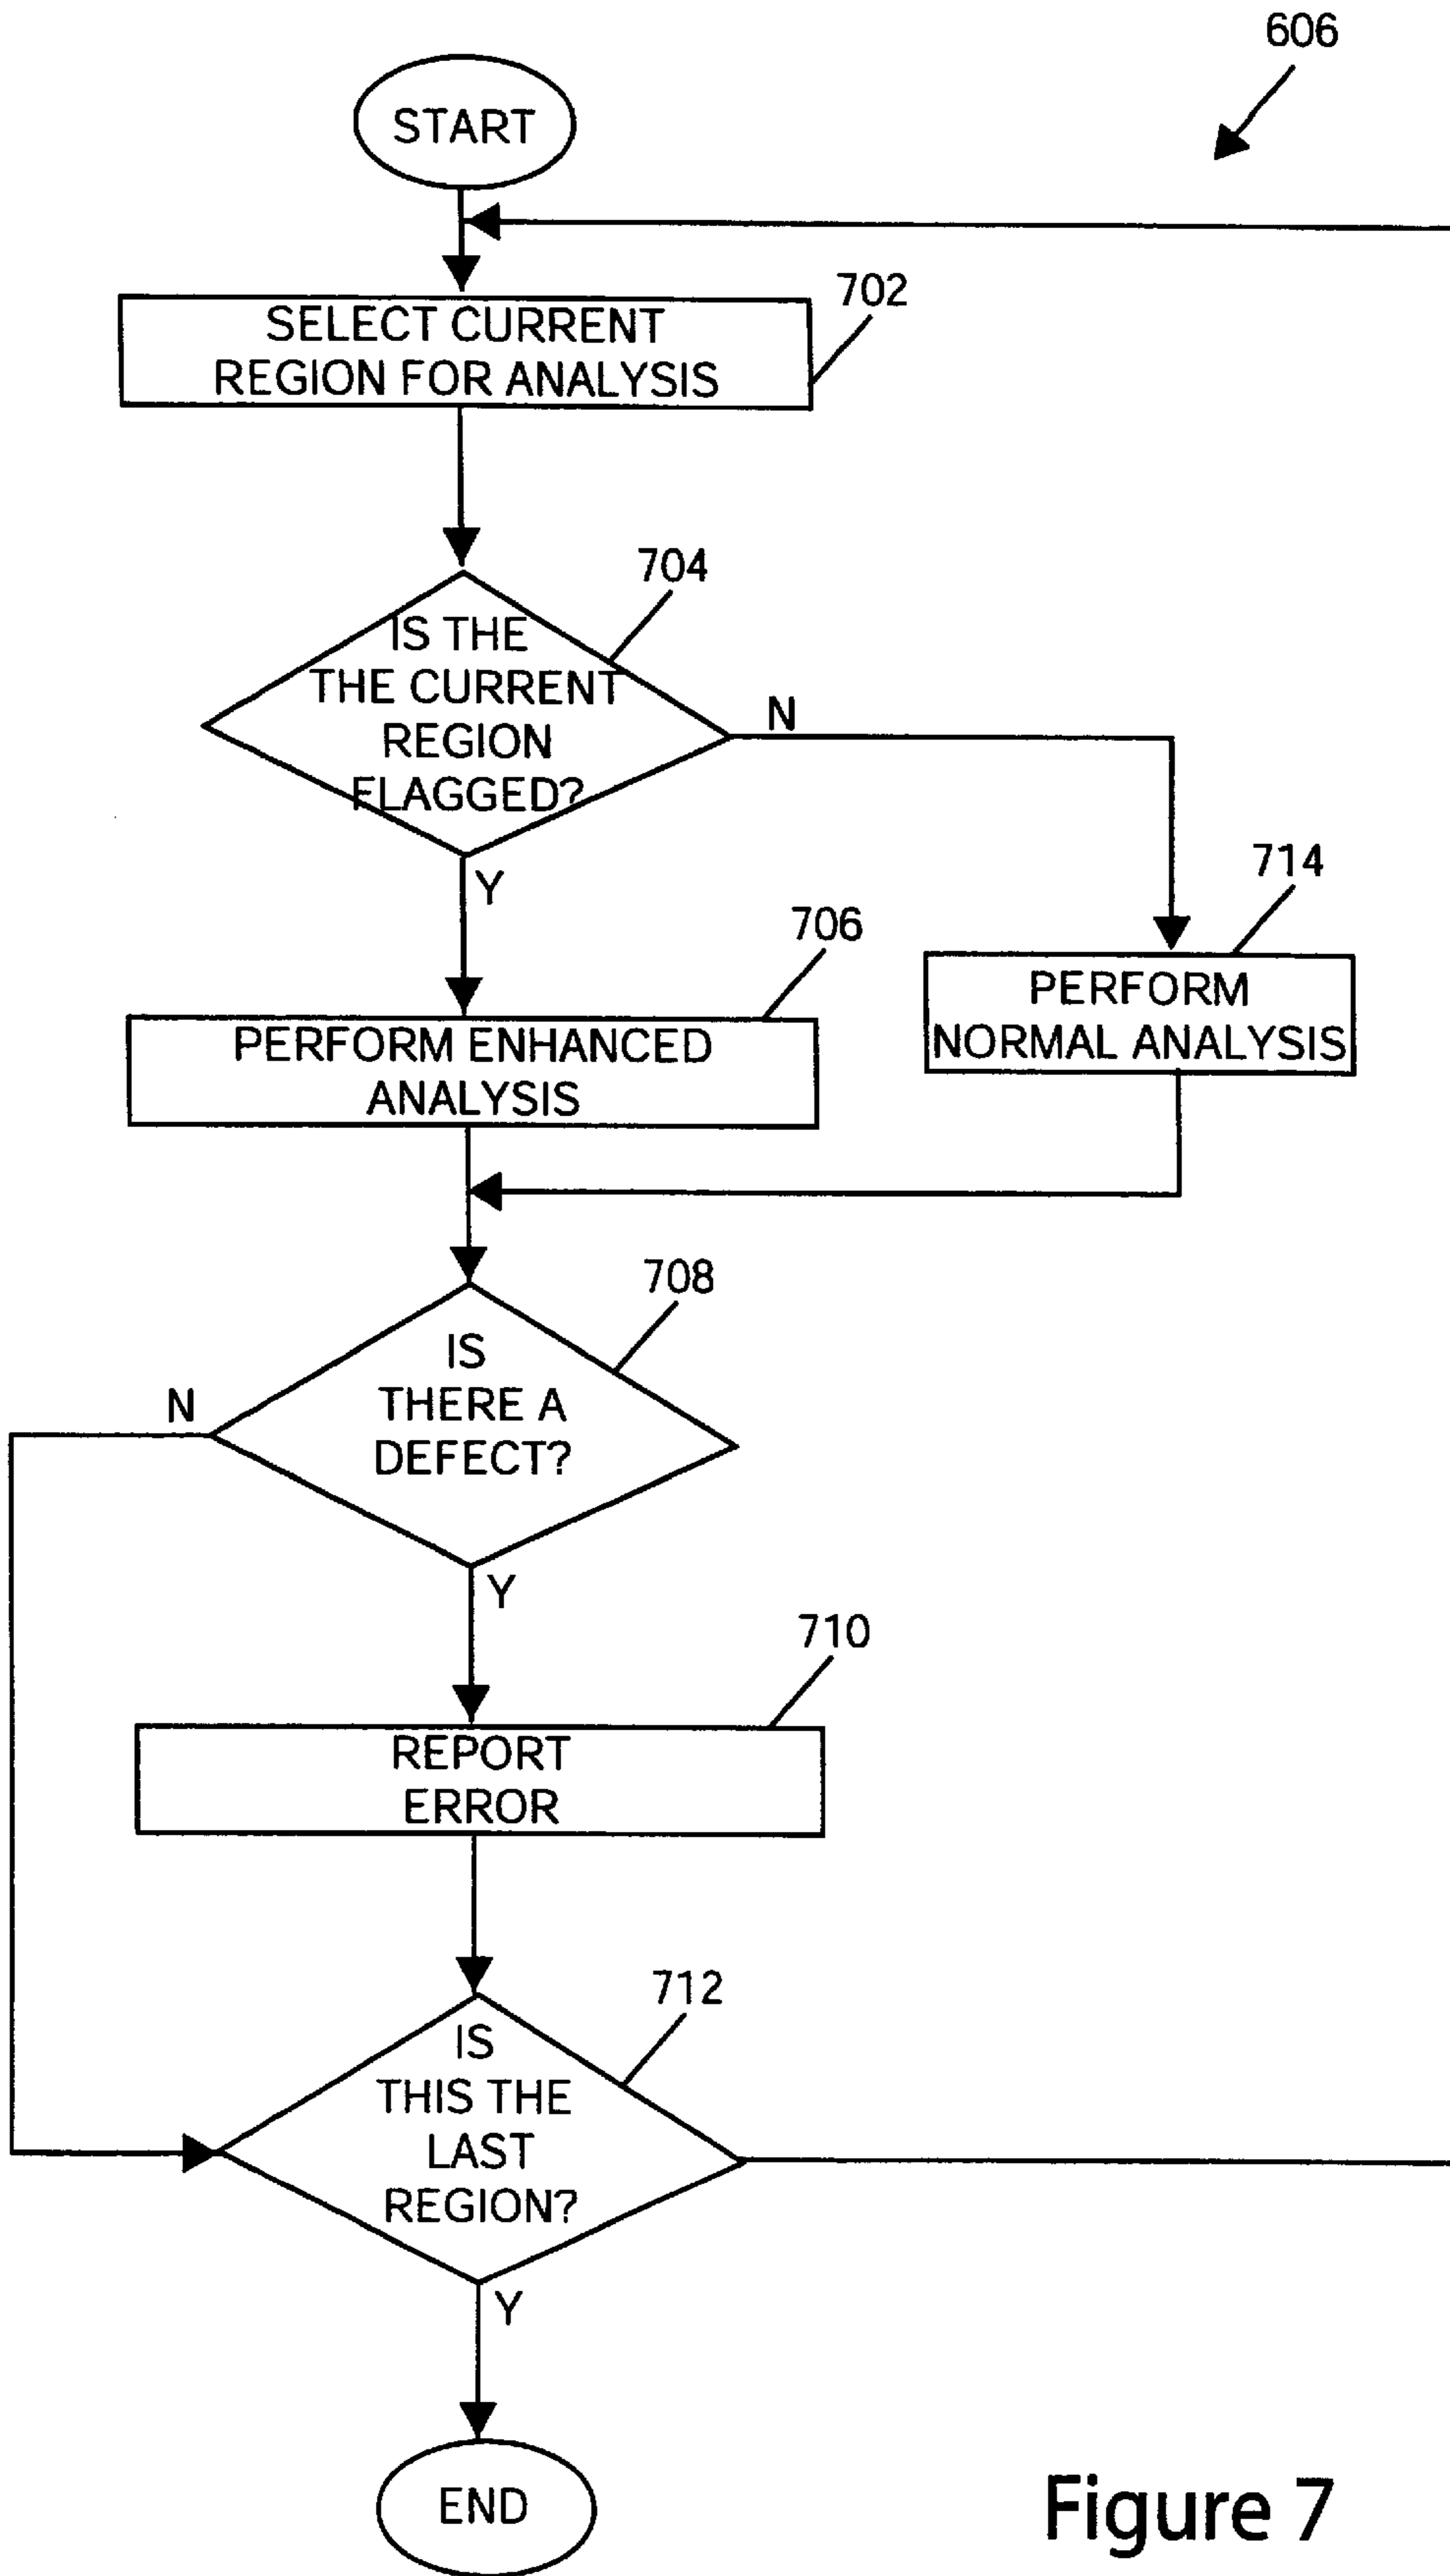 606
START
702
SELECT CURRENT
REGION FOR ANALYSIS
704
IS THE
THE CURRENT
REGION
FLAGGED?
N
Y
714
PERFORM
NORMAL ANALYSIS
706
PERFORM ENHANCED
ANALYSIS
708
IS
THERE A
DEFECT?
N
Y
710
REPORT
ERROR
712
IS
THIS THE
LAST
REGION?
Y
END
Figure 7